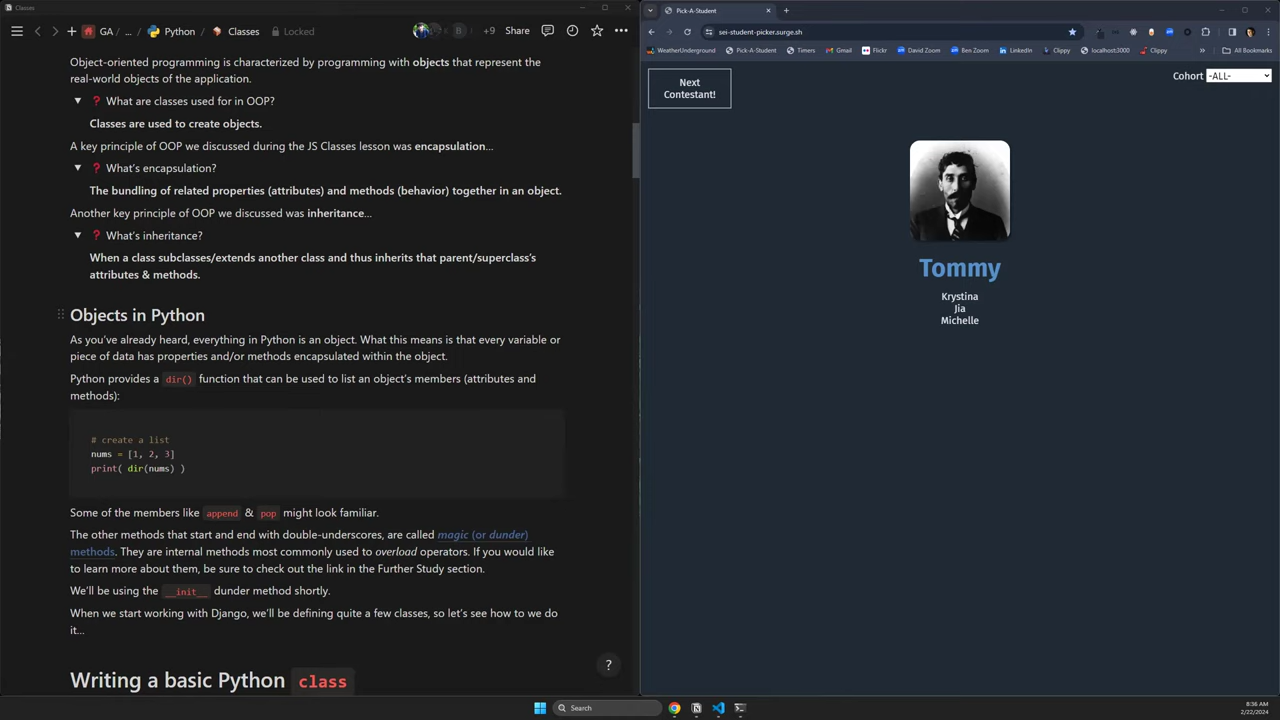 Classes
GA / ... / Python / Classes Locked
+9 Share
Object-oriented programming is characterized by programming with objects that represent the
real-world objects of the application.
❓ What are classes used for in OOP?
Classes are used to create objects.
A key principle of OOP we discussed during the JS Classes lesson was encapsulation…
❓ What's encapsulation?
The bundling of related properties (attributes) and methods (behavior) together in an object.
Another key principle of OOP we discussed was inheritance…
❓ What's inheritance?
When a class subclasses/extends another class and thus inherits that parent/superclass's
attributes & methods.
Objects in Python
As you've already heard, everything in Python is an object. What this means is that every variable or
piece of data has properties and/or methods encapsulated within the object.
Python provides a dir() function that can be used to list an object's members (attributes and
methods):
# create a list
nums = [1, 2, 3]
print( dir(nums) )
Some of the members like append & pop might look familiar.
The other methods that start and end with double-underscores, are called magic (or dunder)
methods. They are internal methods most commonly used to overload operators. If you would like
to learn more about them, be sure to check out the link in the Further Study section.
We'll be using the __init__ dunder method shortly.
When we start working with Django, we'll be defining quite a few classes, so let's see how to we do
it…
Writing a basic Python class
?
Pick-A-Student
sei-student-picker.surge.sh
WeatherUnderground Pick-A-Student Timers Gmail Flickr David Zoom Ben Zoom LinkedIn Clippy localhost:3000 Clippy » All Bookmarks
Next
Contestant!
Cohort -ALL-
Tommy
Krystina
Jia
Michelle
Search
8:36 AM
2/22/2024